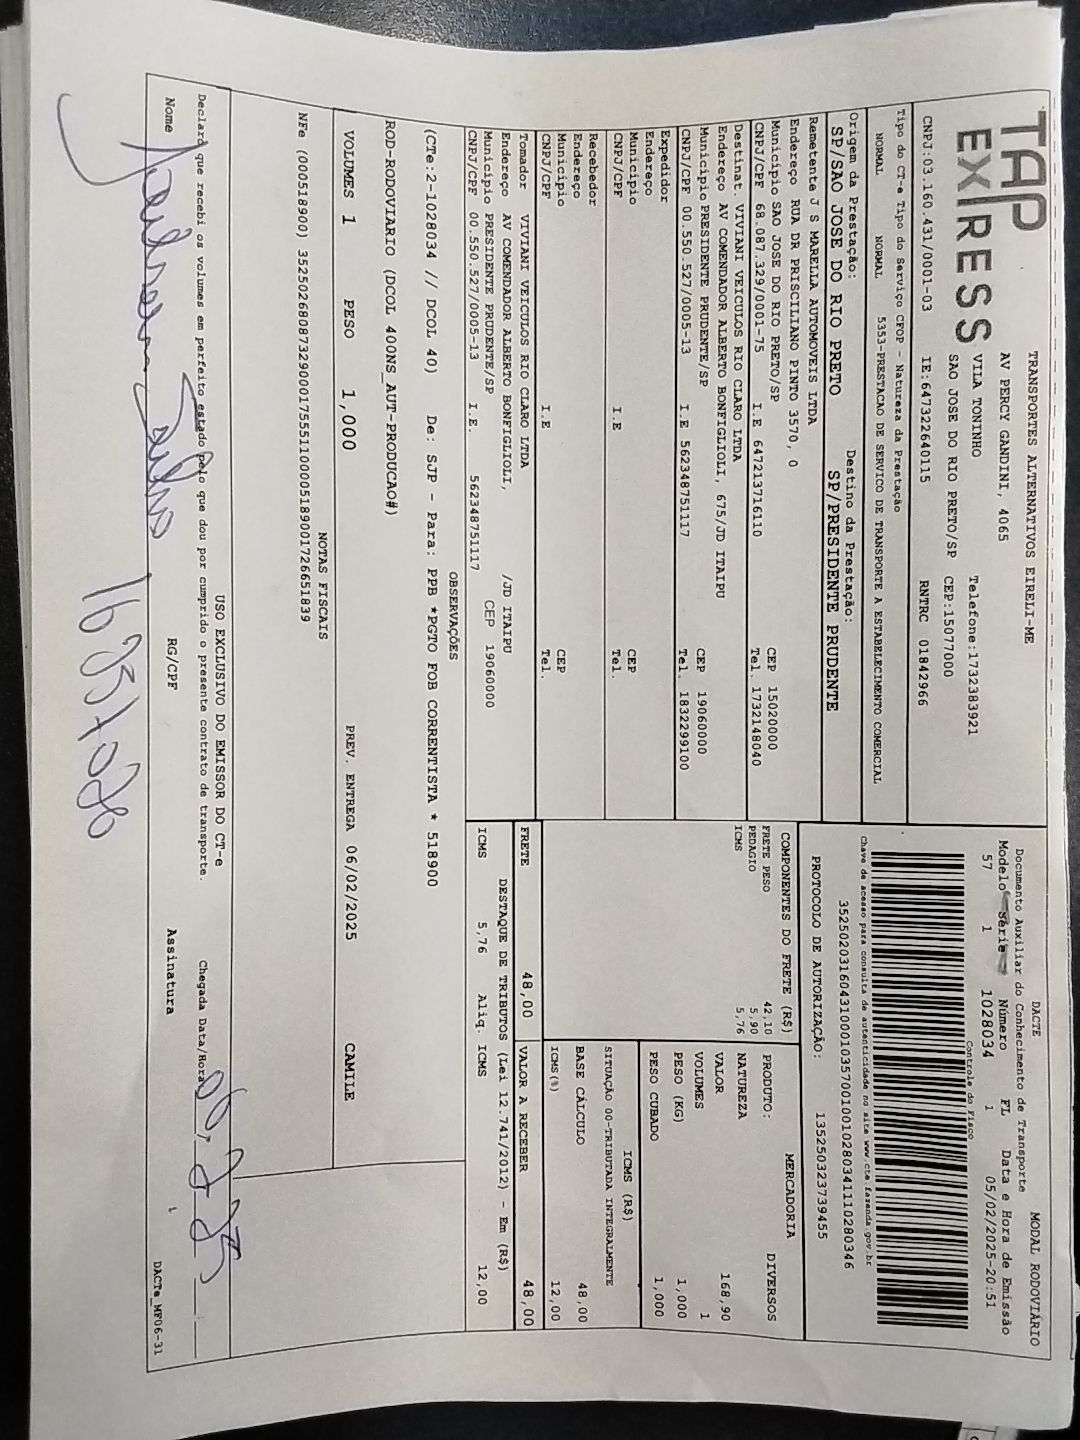 TAP
EXPRESS
TRANSPORTES ALTERNATIVOS EIRELI-ME
AV PERCY GANDINI, 4065
VILA TONINHO Telefone:1732383921
SAO JOSE DO RIO PRETO/SP CEP:15077000
CNPJ:03.160.431/0001-03 IE:647322640115 RNTRC 01842966
Tipo do CT-e Tipo do Serviço CFOP - Natureza da Prestação
NORMAL NORMAL 5353-PRESTACAO DE SERVICO DE TRANSPORTE A ESTABELECIMENTO COMERCIAL
Origem da Prestação: Destino da Prestação:
SP/SAO JOSE DO RIO PRETO SP/PRESIDENTE PRUDENTE
Remetente J S MARELLA AUTOMOVEIS LTDA
Endereço RUA DR PRISCILIANO PINTO 3570, 0
Município SAO JOSE DO RIO PRETO/SP CEP 15020000
CNPJ/CPF 68.087.329/0001-75 I.E 647213716110 Tel. 1732148040
Destinat. VIVIANI VEICULOS RIO CLARO LTDA
Endereço AV COMENDADOR ALBERTO BONFIGLIOLI, 675/JD ITAIPU
Município PRESIDENTE PRUDENTE/SP CEP 19060000
CNPJ/CPF 00.550.527/0005-13 I.E 562348751117 Tel. 1832299100
Expedidor
Endereço
Município CEP
CNPJ/CPF I.E Tel.
Recebedor
Endereço
Município CEP
CNPJ/CPF I.E Tel.
Tomador VIVIANI VEICULOS RIO CLARO LTDA
Endereço AV COMENDADOR ALBERTO BONFIGLIOLI, /JD ITAIPU
Município PRESIDENTE PRUDENTE/SP CEP 19060000
CNPJ/CPF 00.550.527/0005-13 I.E. 562348751117
DACTE MODAL RODOVIÁRIO
Documento Auxiliar do Conhecimento de Transporte
Modelo Série Número FL Data e Hora de Emissão
57 1 1028034 1 05/02/2025-20:51
Controle do Fisco
Chave de acesso para consulta de autenticidade no site www.cte.fazenda.gov.br
35250203160431000103570010010280341110280346
PROTOCOLO DE AUTORIZAÇÃO: 135250323739455
COMPONENTES DO FRETE (R$)
FRETE PESO 42,10
PEDAGIO 5,90
ICMS 5,76
MERCADORIA
PRODUTO: DIVERSOS
NATUREZA
VALOR 168,90
VOLUMES 1
PESO (KG) 1,000
PESO CUBADO 1,000
ICMS (R$)
SITUAÇÃO 00-TRIBUTADA INTEGRALMENTE
BASE CÁLCULO 48,00
ICMS(%) 12,00
FRETE 48,00 VALOR A RECEBER 48,00
DESTAQUE DE TRIBUTOS (Lei 12.741/2012) - Em (R$)
ICMS 5,76 Aliq. ICMS 12,00
OBSERVAÇÕES
(CTe:2-1028034 // DCOL 40) De: SJP - Para: PPB *PGTO FOB CORRENTISTA * 518900
ROD-RODOVIARIO (DCOL 400NS_AUT-PRODUCAO#)
VOLUMES 1 PESO 1,000 PREV. ENTREGA 06/02/2025 CAMILE
NOTAS FISCAIS
NFe (000518900) 35250268087329000175551100005189001726651839
USO EXCLUSIVO DO EMISSOR DO CT-e
Declara que recebi os volumes em perfeito estado pelo que dou por cumprido o presente contrato de transporte. Chegada Data/Hora
Nome RG/CPF Assinatura
DACTe_MF06-31